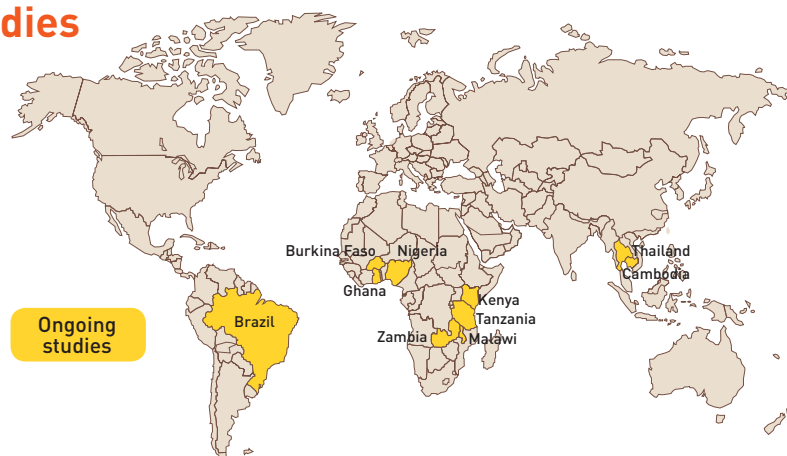 dies
Burkina Faso
Nigeria
Thailand
Cambodia
Ghana
Kenya
Tanzania
Brazil
Zambia
Malawi
Ongoing
studies